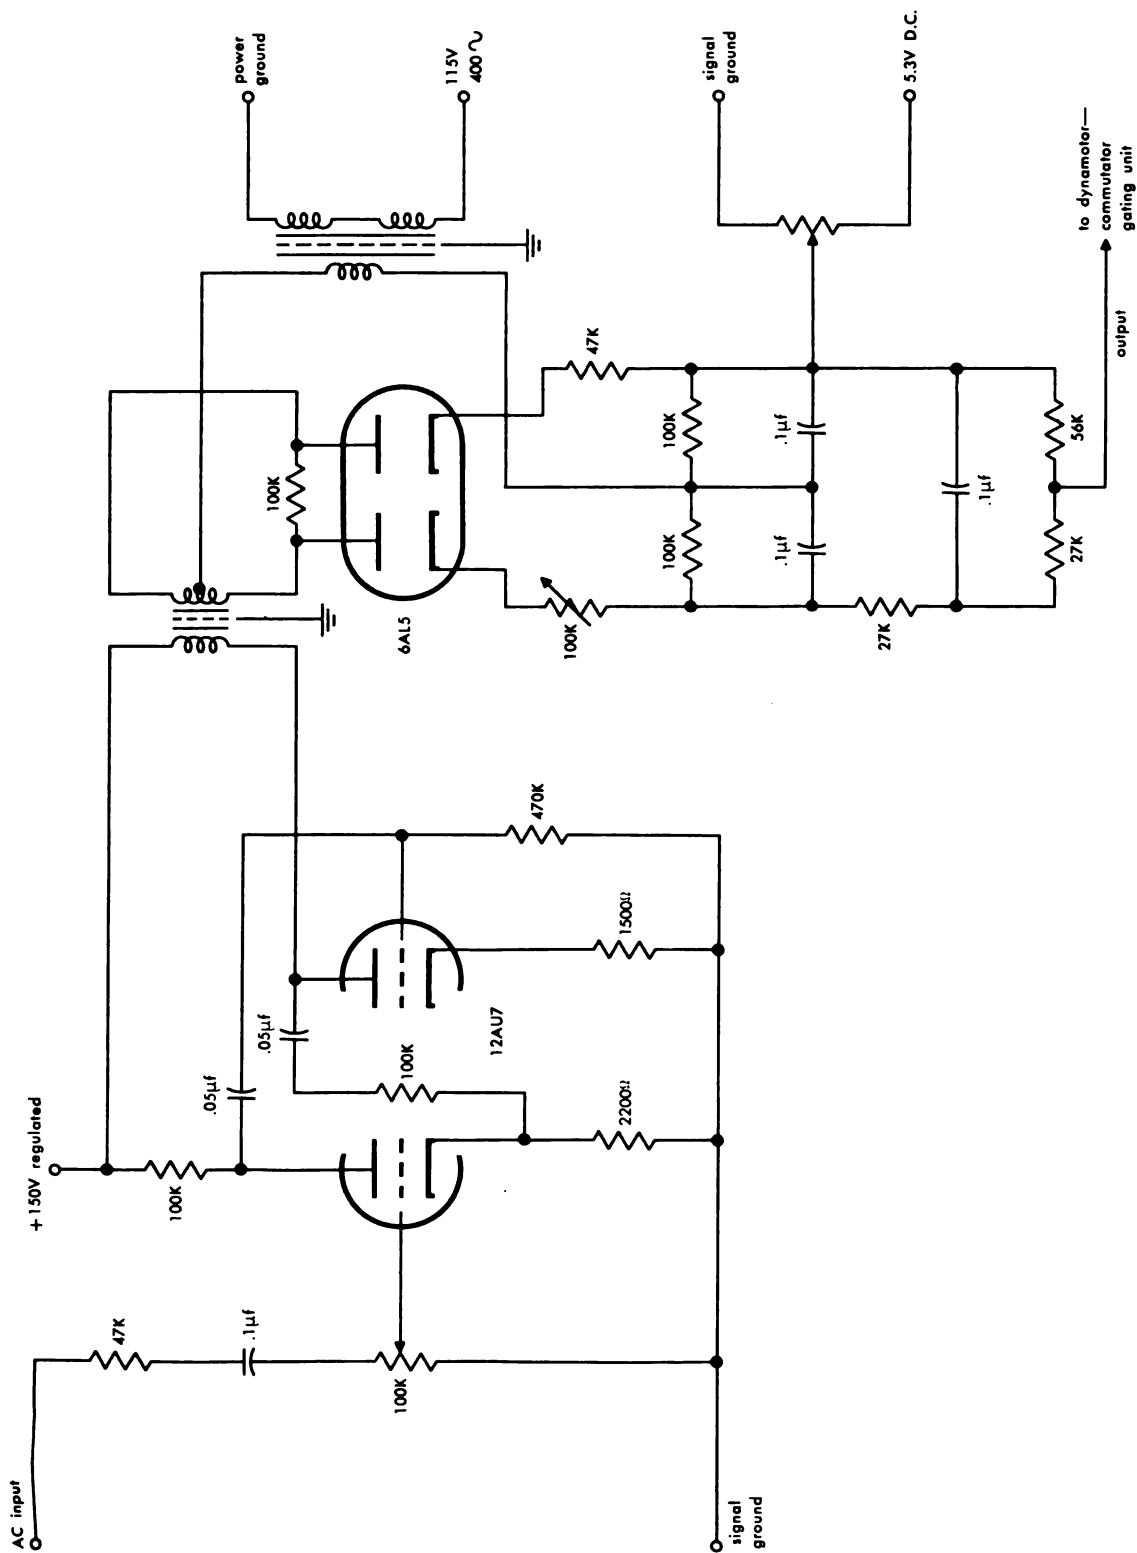 AC input
47K
.1µf
100K
signal
ground
+150V regulated
100K
.05µf
.05µf
100K
2200Ω
12AU7
1500Ω
470K
6AL5
100K
100K
47K
100K
100K
.1µf
.1µf
27K
.1µf
27K
56K
output
to dynamotor—
commutator
gating unit
power
ground
115V
400 ∿
signal
ground
5.3V D.C.